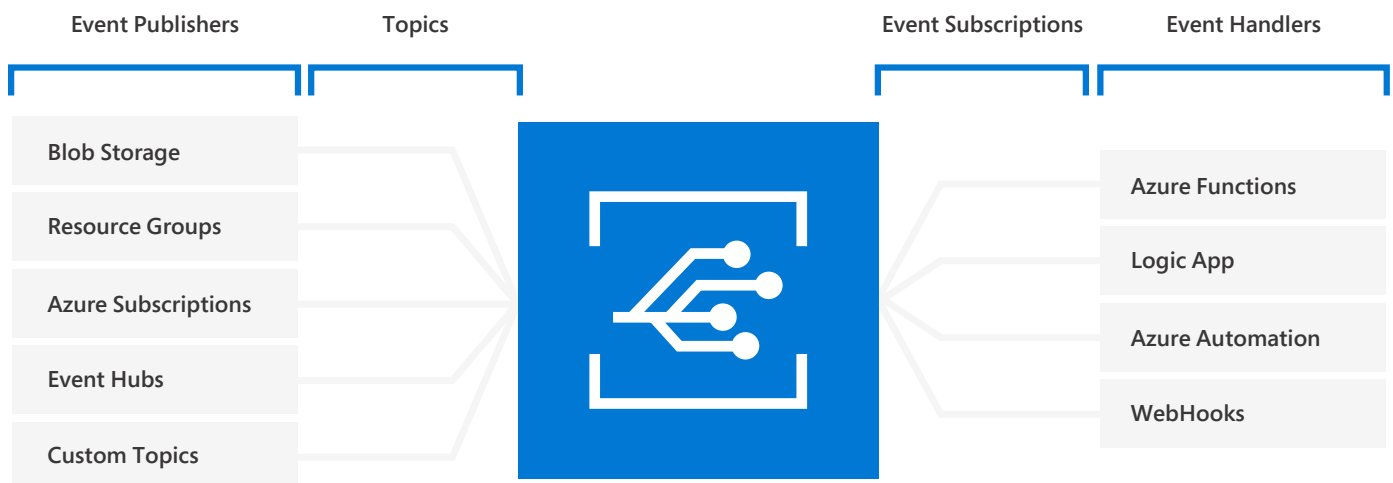 Event Publishers
Topics
Event Subscriptions
Event Handlers
Blob Storage
Resource Groups
Azure Subscriptions
Event Hubs
Custom Topics
Azure Functions
Logic App
Azure Automation
WebHooks